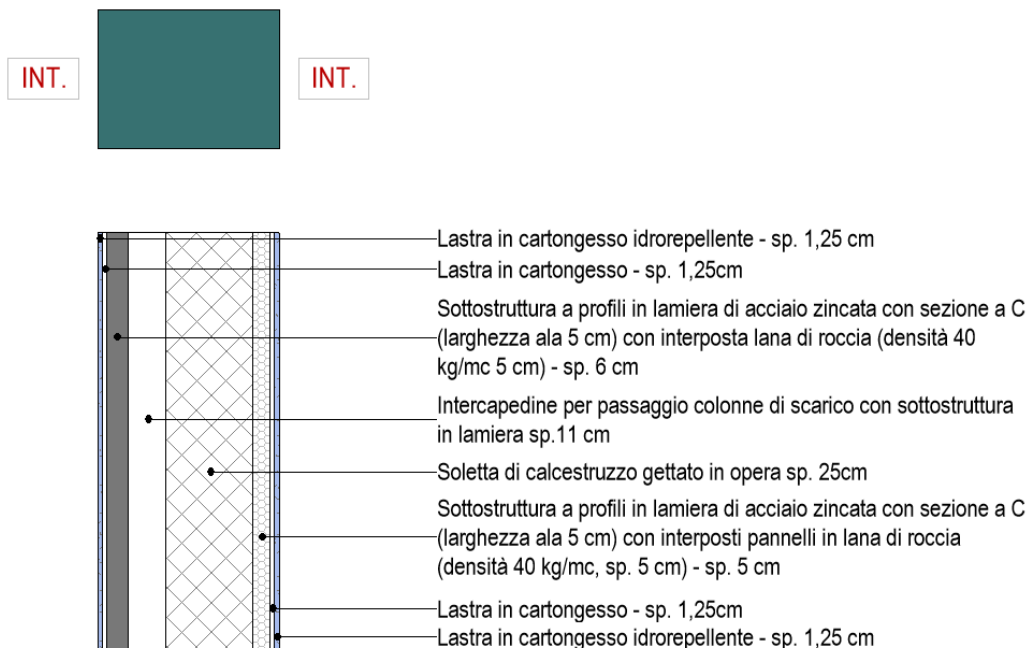 INT.
INT.
Lastra in cartongesso idrorepellente - sp. 1,25 cm
Lastra in cartongesso - sp. 1,25cm
Sottostruttura a profili in lamiera di acciaio zincata con sezione a C
(larghezza ala 5 cm) con interposta lana di roccia (densità 40
kg/mc 5 cm) - sp. 6 cm
Intercapedine per passaggio colonne di scarico con sottostruttura
in lamiera sp.11 cm
Soletta di calcestruzzo gettato in opera sp. 25cm
Sottostruttura a profili in lamiera di acciaio zincata con sezione a C
(larghezza ala 5 cm) con interposti pannelli in lana di roccia
(densità 40 kg/mc, sp. 5 cm) - sp. 5 cm
Lastra in cartongesso - sp. 1,25cm
Lastra in cartongesso idrorepellente - sp. 1,25 cm